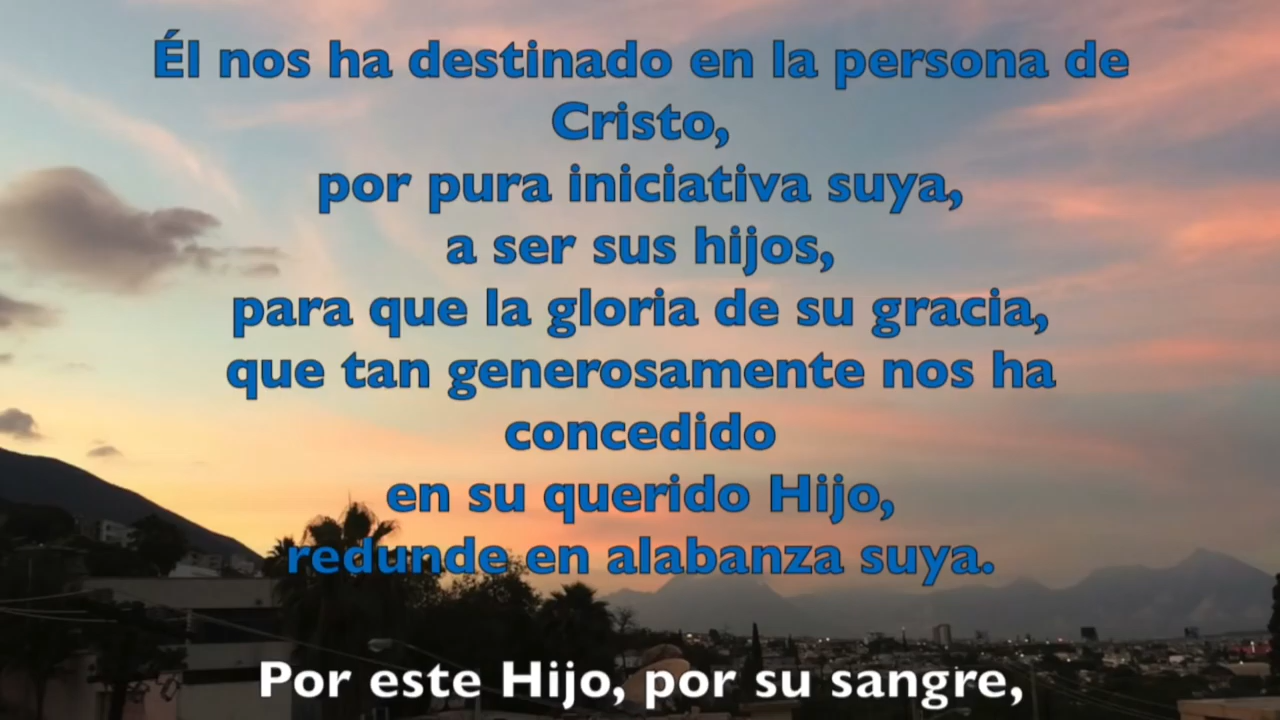 Él nos ha destinado en la persona de
Cristo,
por pura iniciativa suya,
a ser sus hijos,
para que la gloria de su gracia,
que tan generosamente nos ha
concedido
en su querido Hijo,
redunde en alabanza suya.
Por este Hijo, por su sangre,